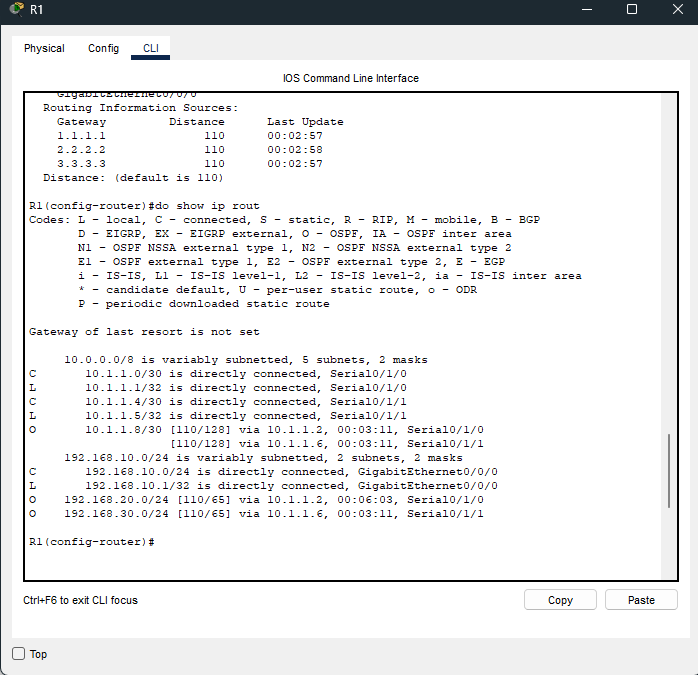 R1
Physical Config CLI
IOS Command Line Interface
GigabitEthernet0/0/0
Routing Information Sources:
Gateway Distance Last Update
1.1.1.1 110 00:02:57
2.2.2.2 110 00:02:58
3.3.3.3 110 00:02:57
Distance: (default is 110)
R1(config-router)#do show ip rout
Codes: L - local, C - connected, S - static, R - RIP, M - mobile, B - BGP
D - EIGRP, EX - EIGRP external, O - OSPF, IA - OSPF inter area
N1 - OSPF NSSA external type 1, N2 - OSPF NSSA external type 2
E1 - OSPF external type 1, E2 - OSPF external type 2, E - EGP
i - IS-IS, L1 - IS-IS level-1, L2 - IS-IS level-2, ia - IS-IS inter area
* - candidate default, U - per-user static route, o - ODR
P - periodic downloaded static route
Gateway of last resort is not set
10.0.0.0/8 is variably subnetted, 5 subnets, 2 masks
C 10.1.1.0/30 is directly connected, Serial0/1/0
L 10.1.1.1/32 is directly connected, Serial0/1/0
C 10.1.1.4/30 is directly connected, Serial0/1/1
L 10.1.1.5/32 is directly connected, Serial0/1/1
O 10.1.1.8/30 [110/128] via 10.1.1.2, 00:03:11, Serial0/1/0
[110/128] via 10.1.1.6, 00:03:11, Serial0/1/1
192.168.10.0/24 is variably subnetted, 2 subnets, 2 masks
C 192.168.10.0/24 is directly connected, GigabitEthernet0/0/0
L 192.168.10.1/32 is directly connected, GigabitEthernet0/0/0
O 192.168.20.0/24 [110/65] via 10.1.1.2, 00:06:03, Serial0/1/0
O 192.168.30.0/24 [110/65] via 10.1.1.6, 00:03:11, Serial0/1/1
R1(config-router)#
Ctrl+F6 to exit CLI focus Copy Paste
Top